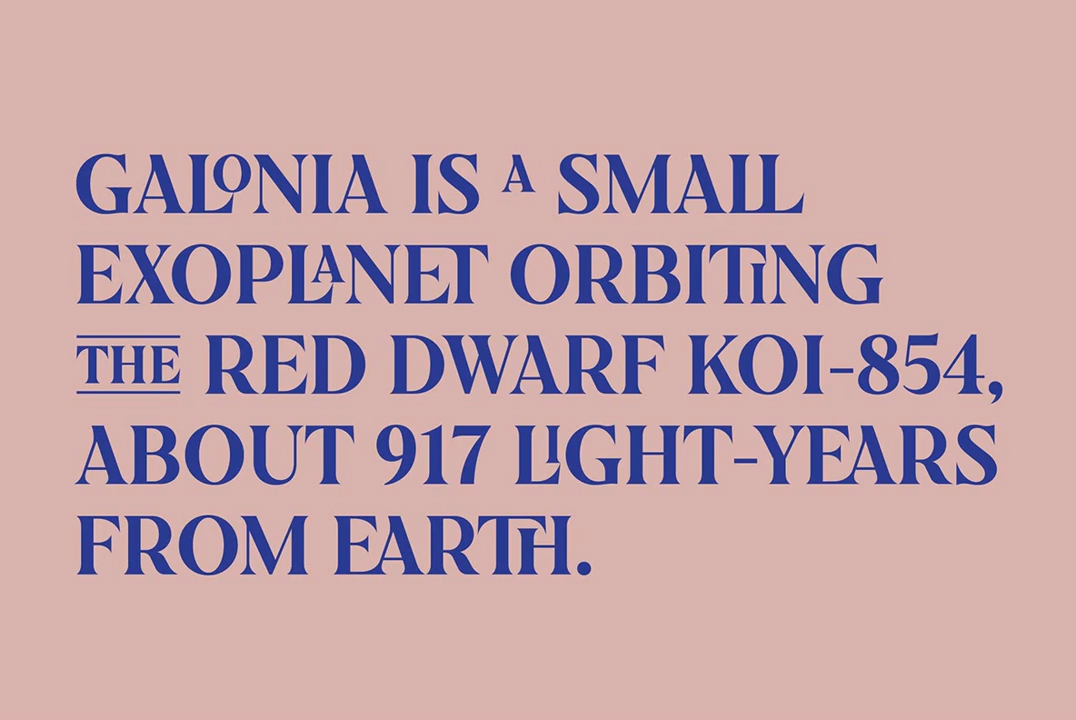 GALONIA IS A SMALL
EXOPLANET ORBITING
THE RED DWARF KOI-854,
ABOUT 917 LIGHT-YEARS
FROM EARTH.